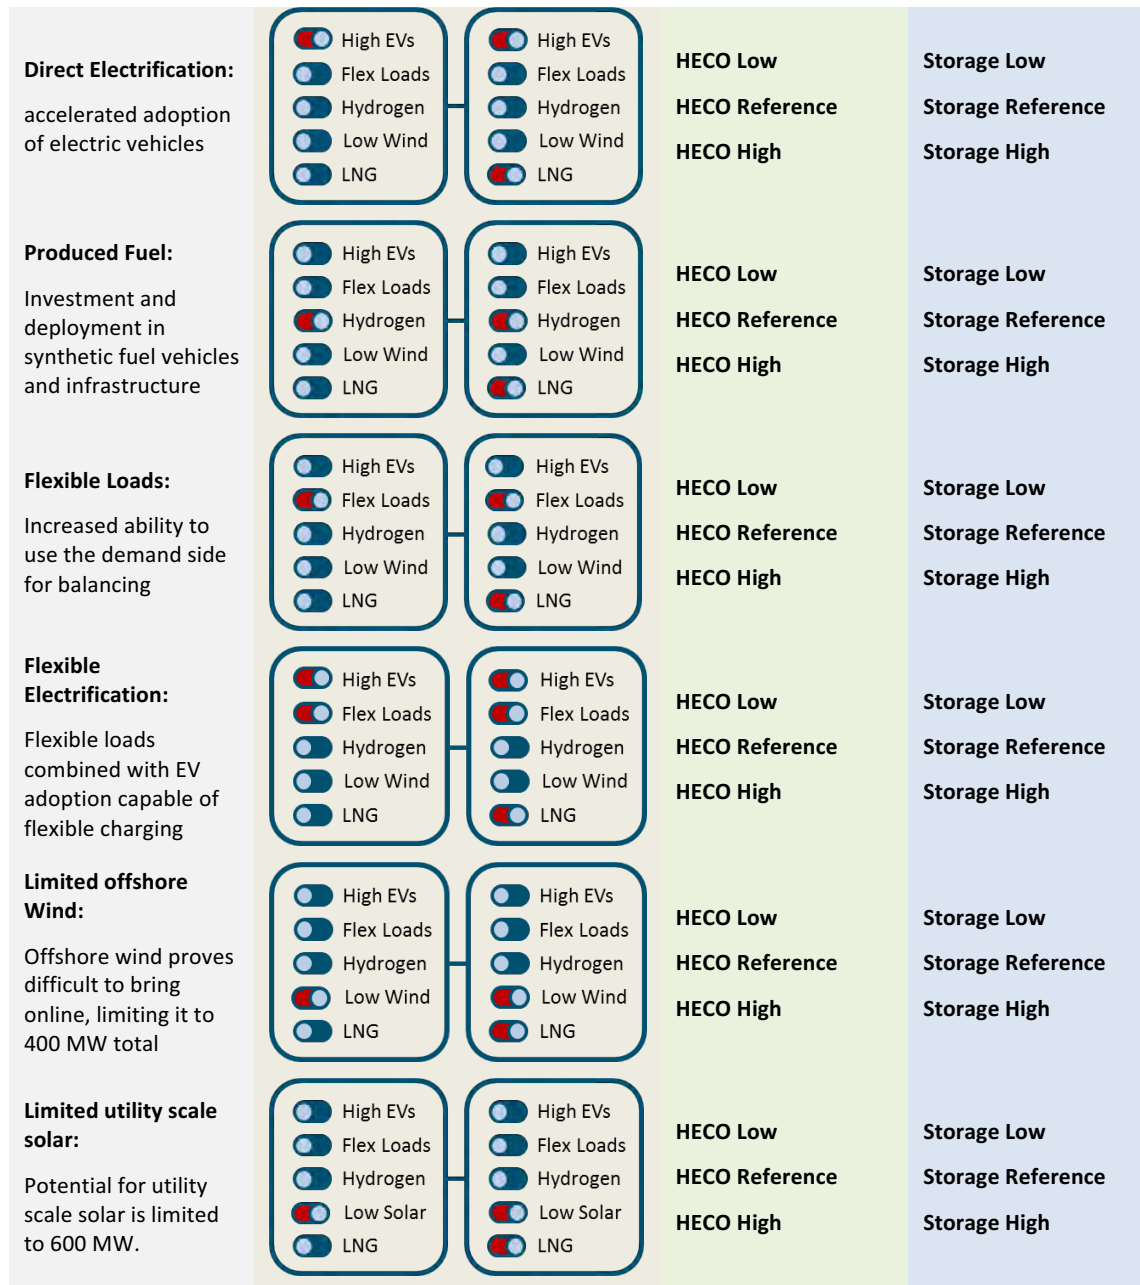 Direct Electrification:
accelerated adoption
of electric vehicles
High EVs
Flex Loads
Hydrogen
Low Wind
LNG
High EVs
Flex Loads
Hydrogen
Low Wind
LNG
HECO Low
HECO Reference
HECO High
Storage Low
Storage Reference
Storage High
Produced Fuel:
Investment and
deployment in
synthetic fuel vehicles
and infrastructure
High EVs
Flex Loads
Hydrogen
Low Wind
LNG
High EVs
Flex Loads
Hydrogen
Low Wind
LNG
HECO Low
HECO Reference
HECO High
Storage Low
Storage Reference
Storage High
Flexible Loads:
Increased ability to
use the demand side
for balancing
High EVs
Flex Loads
Hydrogen
Low Wind
LNG
High EVs
Flex Loads
Hydrogen
Low Wind
LNG
HECO Low
HECO Reference
HECO High
Storage Low
Storage Reference
Storage High
Flexible
Electrification:
Flexible loads
combined with EV
adoption capable of
flexible charging
High EVs
Flex Loads
Hydrogen
Low Wind
LNG
High EVs
Flex Loads
Hydrogen
Low Wind
LNG
HECO Low
HECO Reference
HECO High
Storage Low
Storage Reference
Storage High
Limited offshore
Wind:
Offshore wind proves
difficult to bring
online, limiting it to
400 MW total
High EVs
Flex Loads
Hydrogen
Low Wind
LNG
High EVs
Flex Loads
Hydrogen
Low Wind
LNG
HECO Low
HECO Reference
HECO High
Storage Low
Storage Reference
Storage High
Limited utility scale
solar:
Potential for utility
scale solar is limited
to 600 MW.
High EVs
Flex Loads
Hydrogen
Low Solar
LNG
High EVs
Flex Loads
Hydrogen
Low Solar
LNG
HECO Low
HECO Reference
HECO High
Storage Low
Storage Reference
Storage High